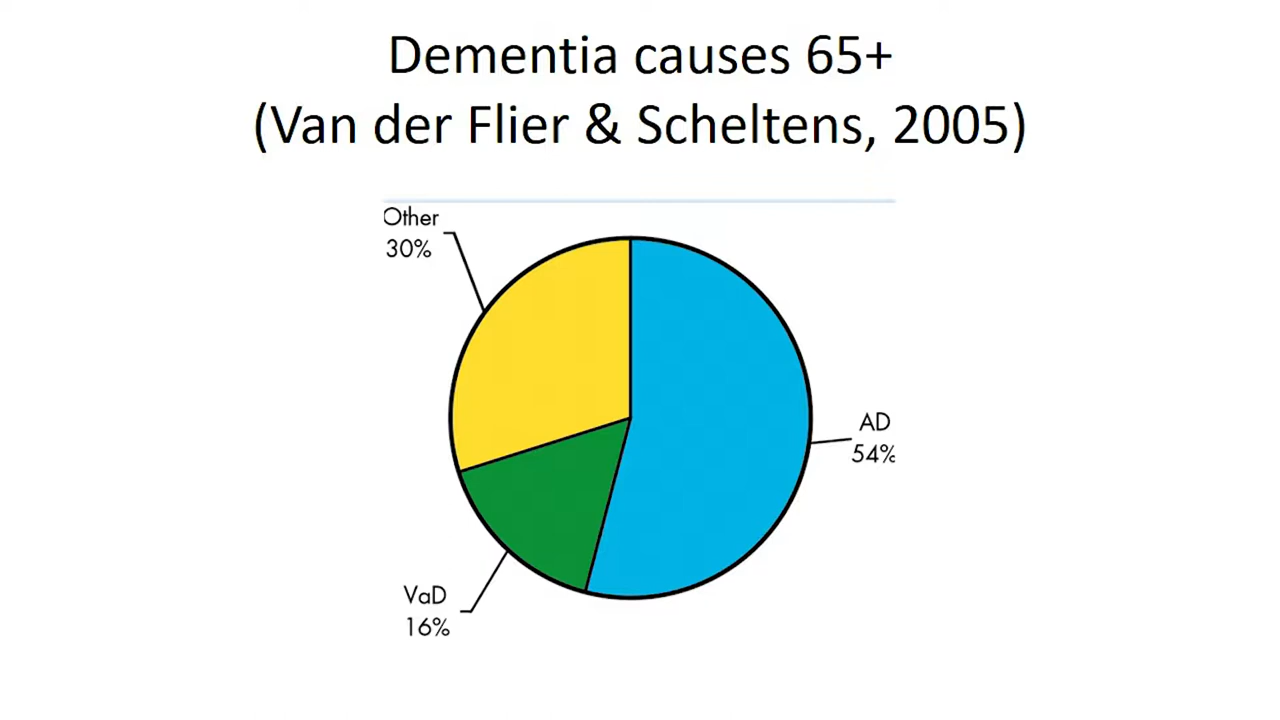 Dementia causes 65+
(Van der Flier & Scheltens, 2005)
Other
30%
AD
54%
VaD
16%